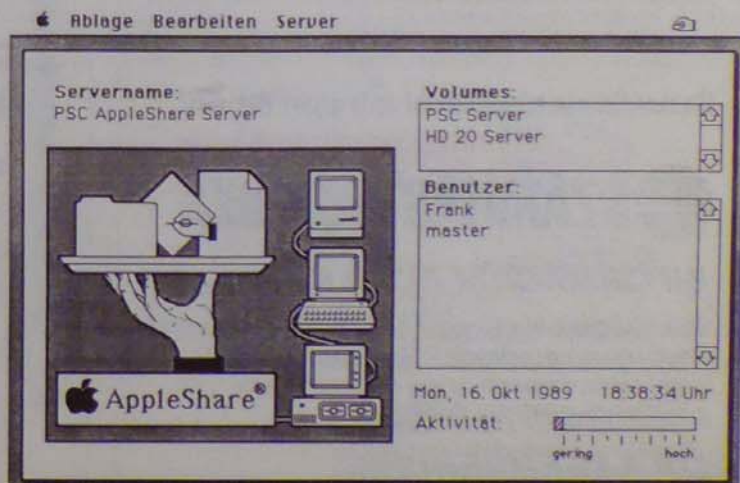 Ablage Bearbeiten Server
Servername:
PSC AppleShare Server
AppleShare®
Volumes:
PSC Server
HD 20 Server
Benutzer:
Frank
master
Mon, 16. Okt 1989 18:38:34 Uhr
Aktivität:
gering hoch